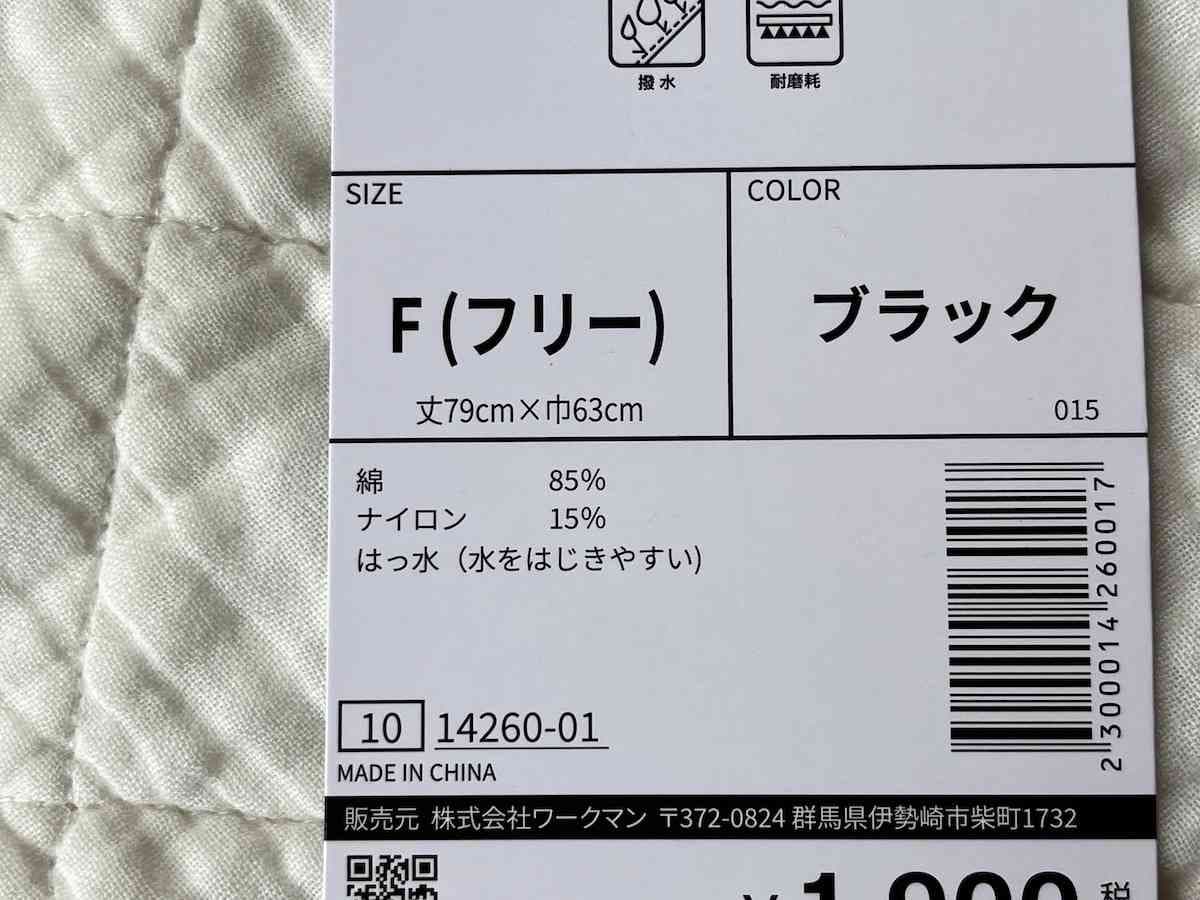 撥水 耐磨耗
SIZE
F (フリー)
丈79cm×巾63cm
COLOR
ブラック
015
綿 85%
ナイロン 15%
はっ水（水をはじきやすい)
2300014260017
10 14260-01
MADE IN CHINA
販売元 株式会社ワークマン 〒372-0824 群馬県伊勢崎市柴町1732
税